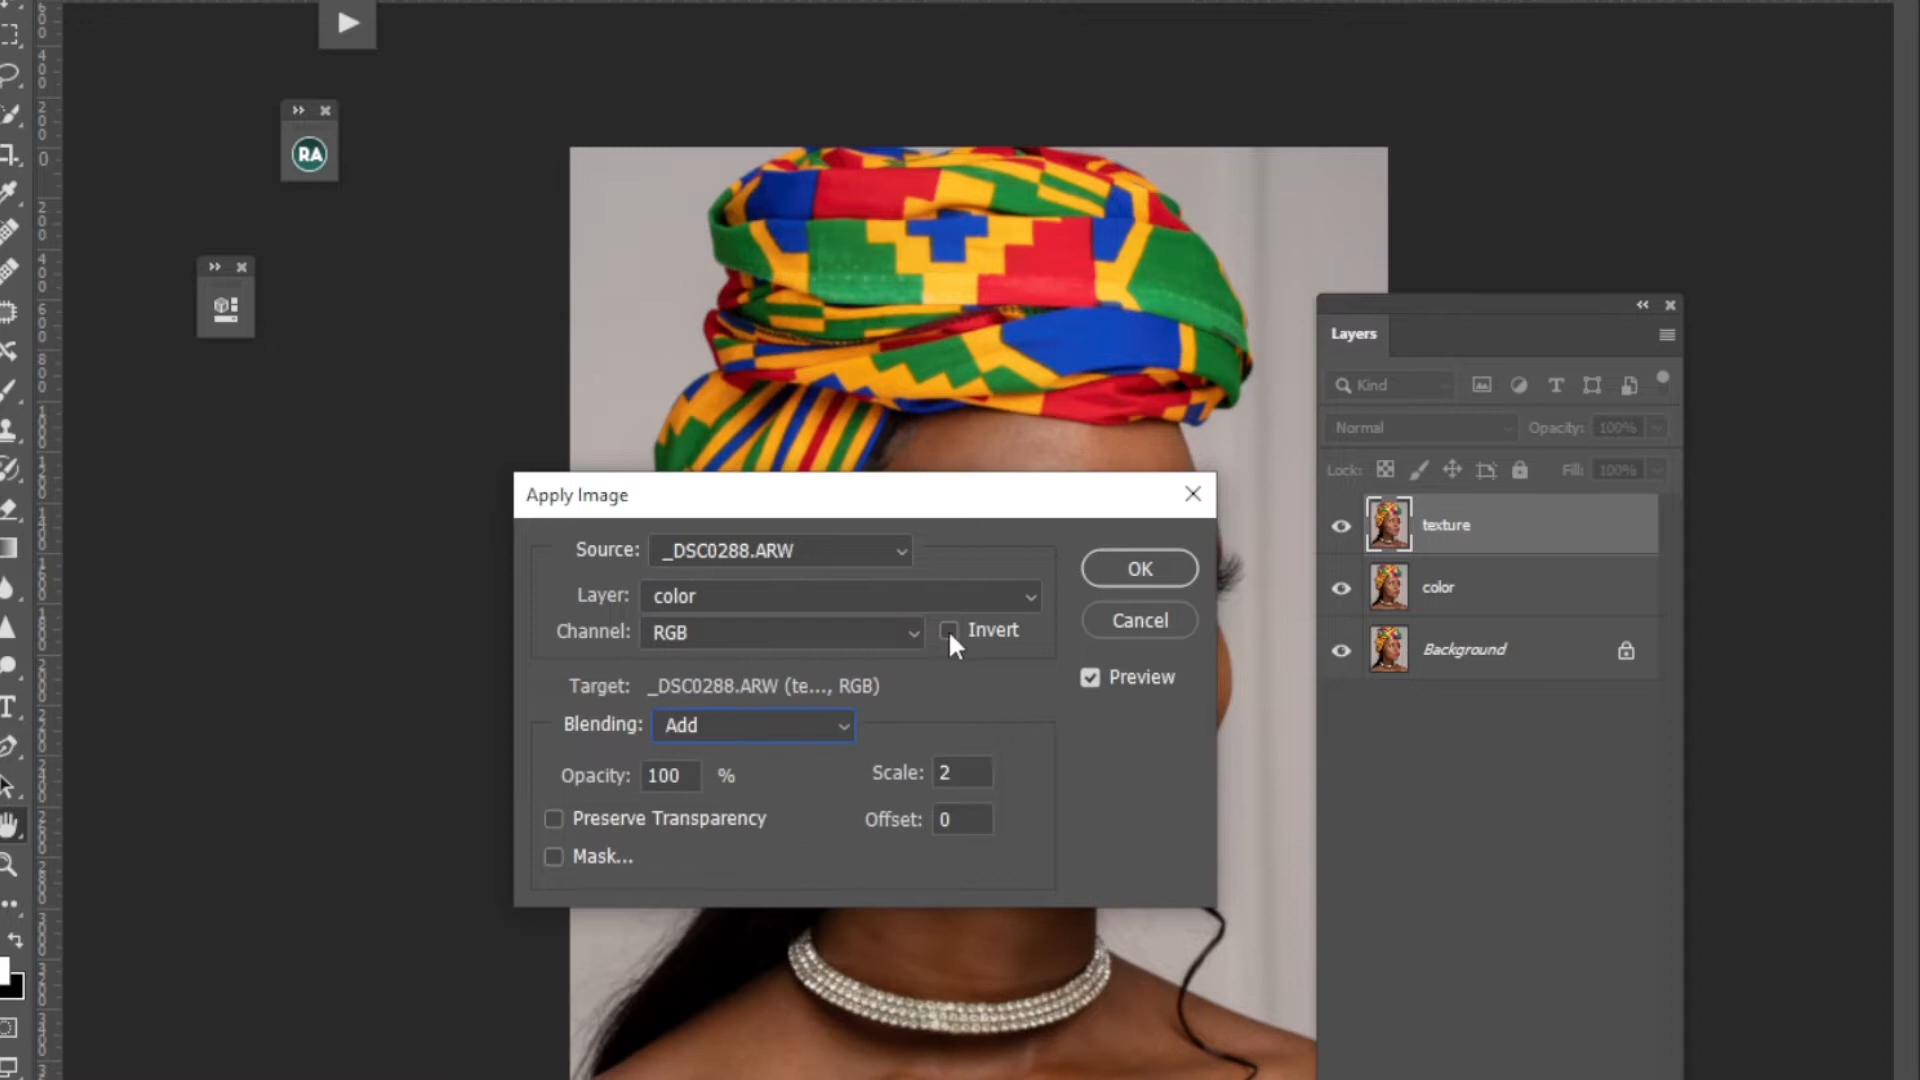 RA
Layers
Kind
Normal
Opacity: 100%
Lock:
Fill: 100%
texture
color
Background
Apply Image
Source: _DSC0288.ARW
Layer: color
Channel: RGB
Invert
Target: _DSC0288.ARW (te..., RGB)
Blending: Add
Opacity: 100 %
Scale: 2
Preserve Transparency
Offset: 0
Mask...
OK
Cancel
Preview